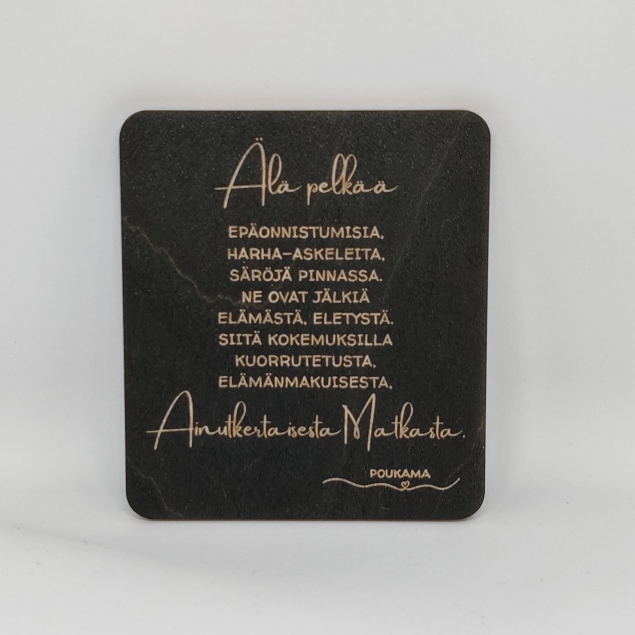 Älä pelkää
EPÄONNISTUMISIA,
HARHA-ASKELEITA,
SÄRÖJÄ PINNASSA.
NE OVAT JÄLKIÄ
ELÄMÄSTÄ, ELETYSTÄ.
SIITÄ KOKEMUKSILLA
KUORRUTETUSTA,
ELÄMÄNMAKUISESTA,
Ainutkertaisesta Matkasta.
POUKAMA